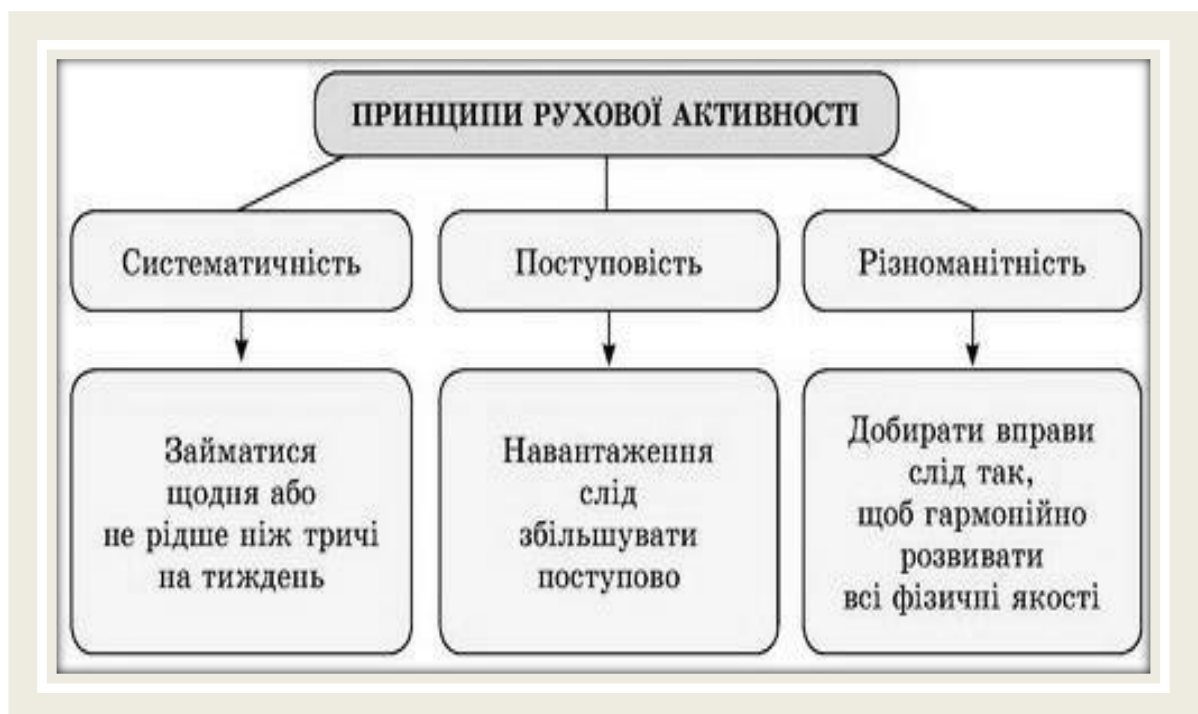 ПРИНЦИПИ РУХОВОЇ АКТИВНОСТІ
Систематичність
Поступовість
Різноманітність
Займатися
щодня або
не рідше ніж тричі
на тиждень
Навантаження
слід
збільшувати
поступово
Добирати вправи
слід так,
щоб гармонійно
розвивати
всі фізичні якості